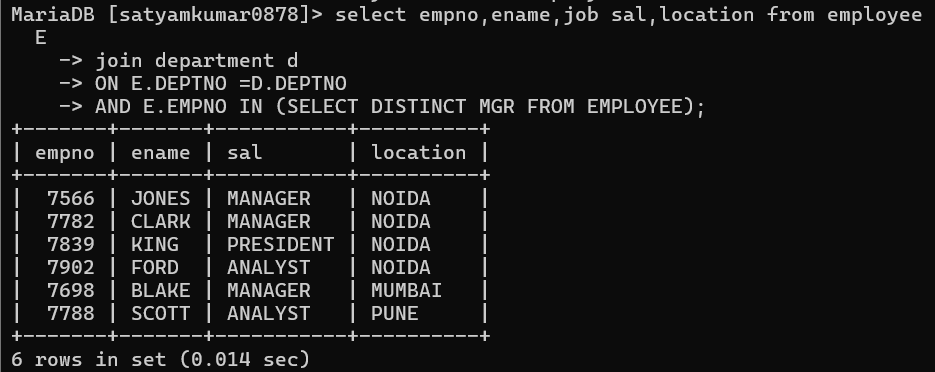 MariaDB [satyamkumar0878]> select empno,ename,job sal,location from employee
  E
    -> join department d
    -> ON E.DEPTNO =D.DEPTNO
    -> AND E.EMPNO IN (SELECT DISTINCT MGR FROM EMPLOYEE);
+-------+-------+-----------+----------+
| empno | ename | sal       | location |
+-------+-------+-----------+----------+
|  7566 | JONES | MANAGER   | NOIDA    |
|  7782 | CLARK | MANAGER   | NOIDA    |
|  7839 | KING  | PRESIDENT | NOIDA    |
|  7902 | FORD  | ANALYST   | NOIDA    |
|  7698 | BLAKE | MANAGER   | MUMBAI   |
|  7788 | SCOTT | ANALYST   | PUNE     |
+-------+-------+-----------+----------+
6 rows in set (0.014 sec)